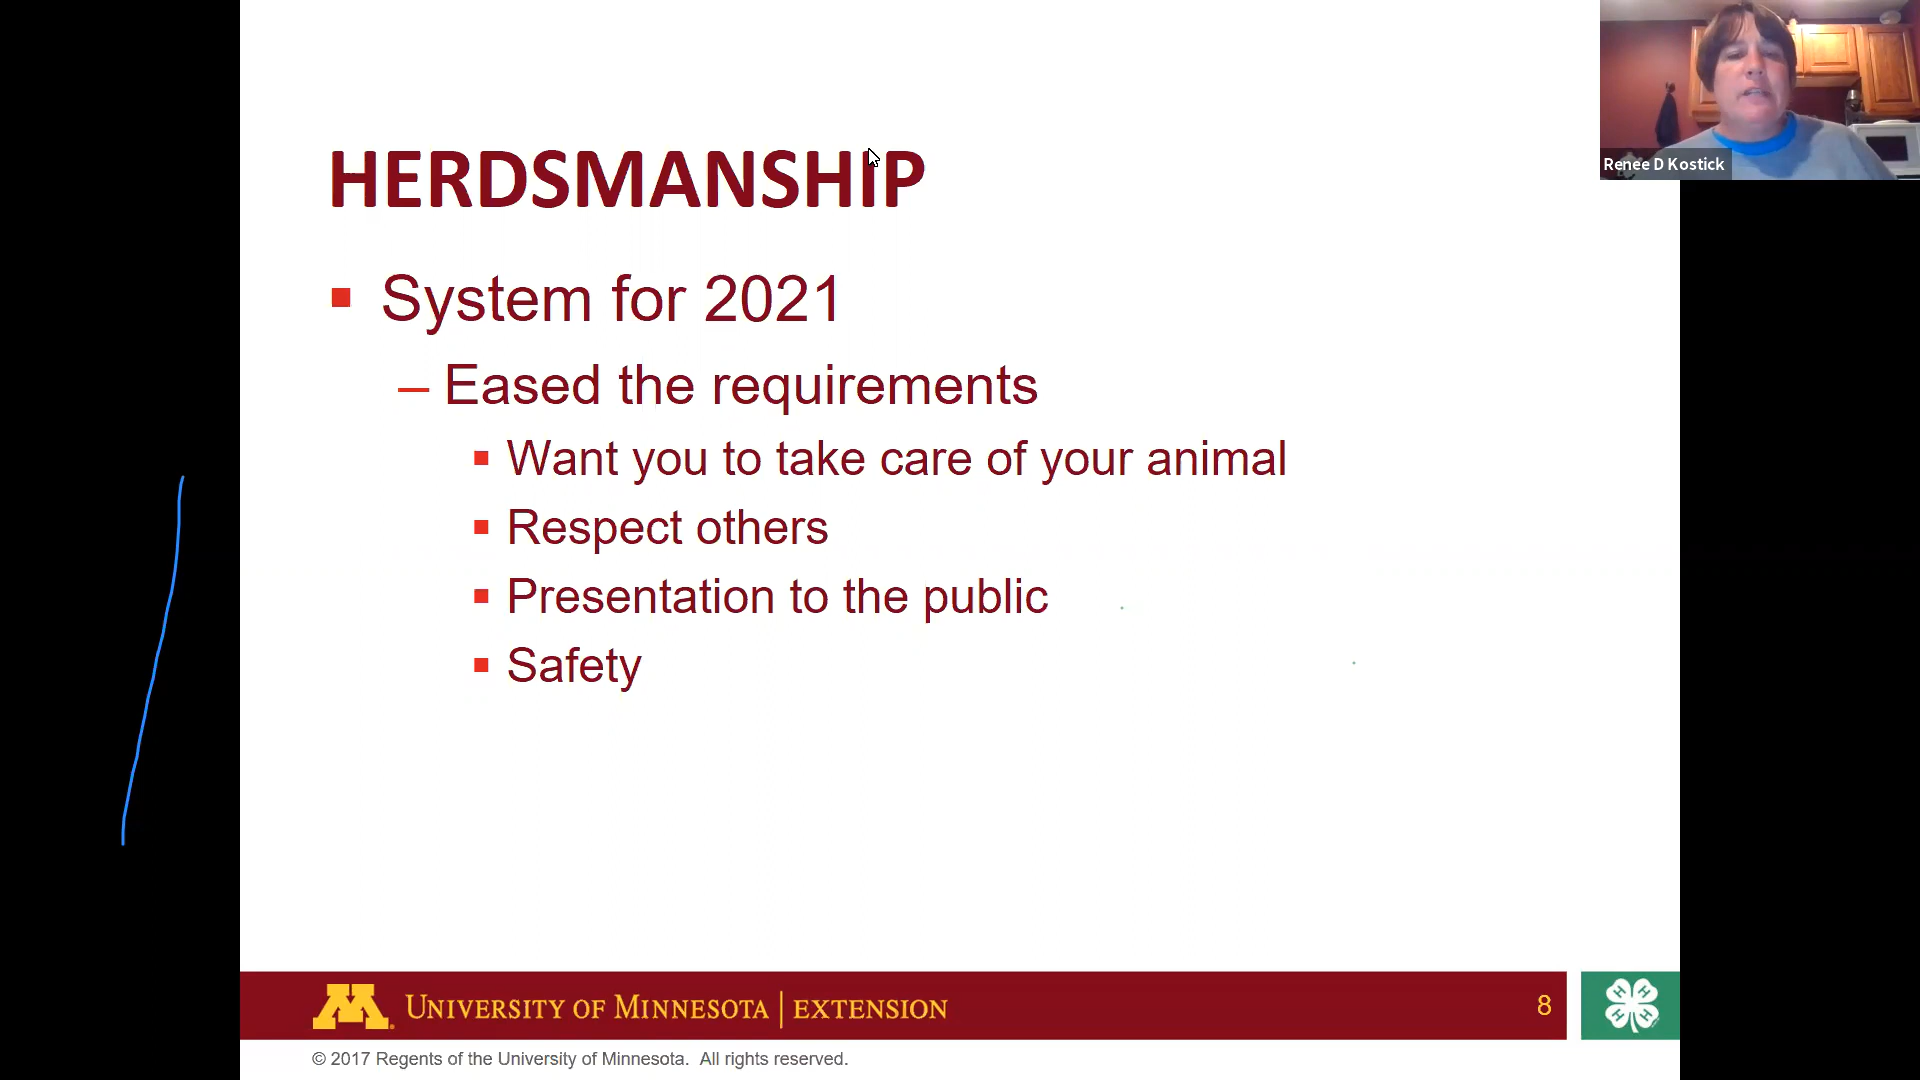 HERDSMANSHIP
System for 2021
– Eased the requirements
Want you to take care of your animal
Respect others
Presentation to the public
Safety
Renee D Kostick
M UNIVERSITY OF MINNESOTA | EXTENSION
8
H H H H
© 2017 Regents of the University of Minnesota. All rights reserved.